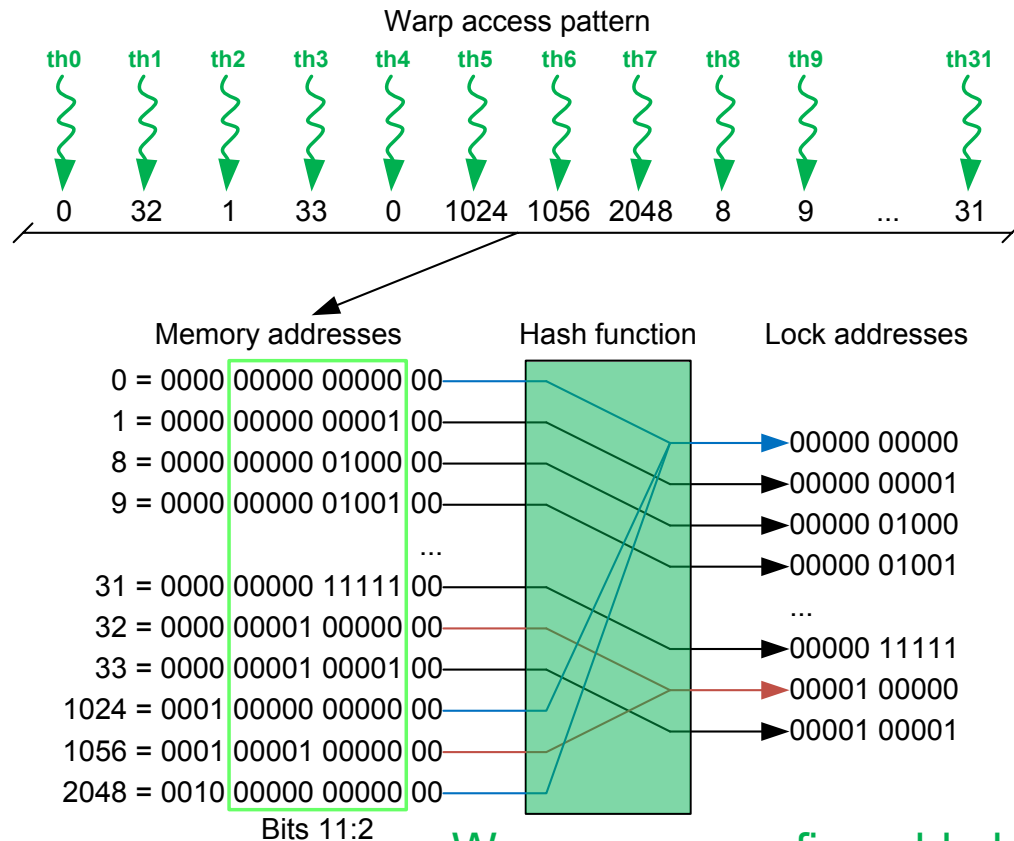 Warp access pattern
th0 th1 th2 th3 th4 th5 th6 th7 th8 th9 th31
0 32 1 33 0 1024 1056 2048 8 9 ... 31
Memory addresses Hash function Lock addresses
0 = 0000 00000 00000 00
1 = 0000 00000 00001 00
8 = 0000 00000 01000 00
9 = 0000 00000 01001 00
...
31 = 0000 00000 11111 00
32 = 0000 00001 00000 00
33 = 0000 00001 00001 00
1024 = 0001 00000 00000 00
1056 = 0001 00001 00000 00
2048 = 0010 00000 00000 00
Bits 11:2
00000 00000
00000 00001
00000 01000
00000 01001
...
00000 11111
00001 00000
00001 00001